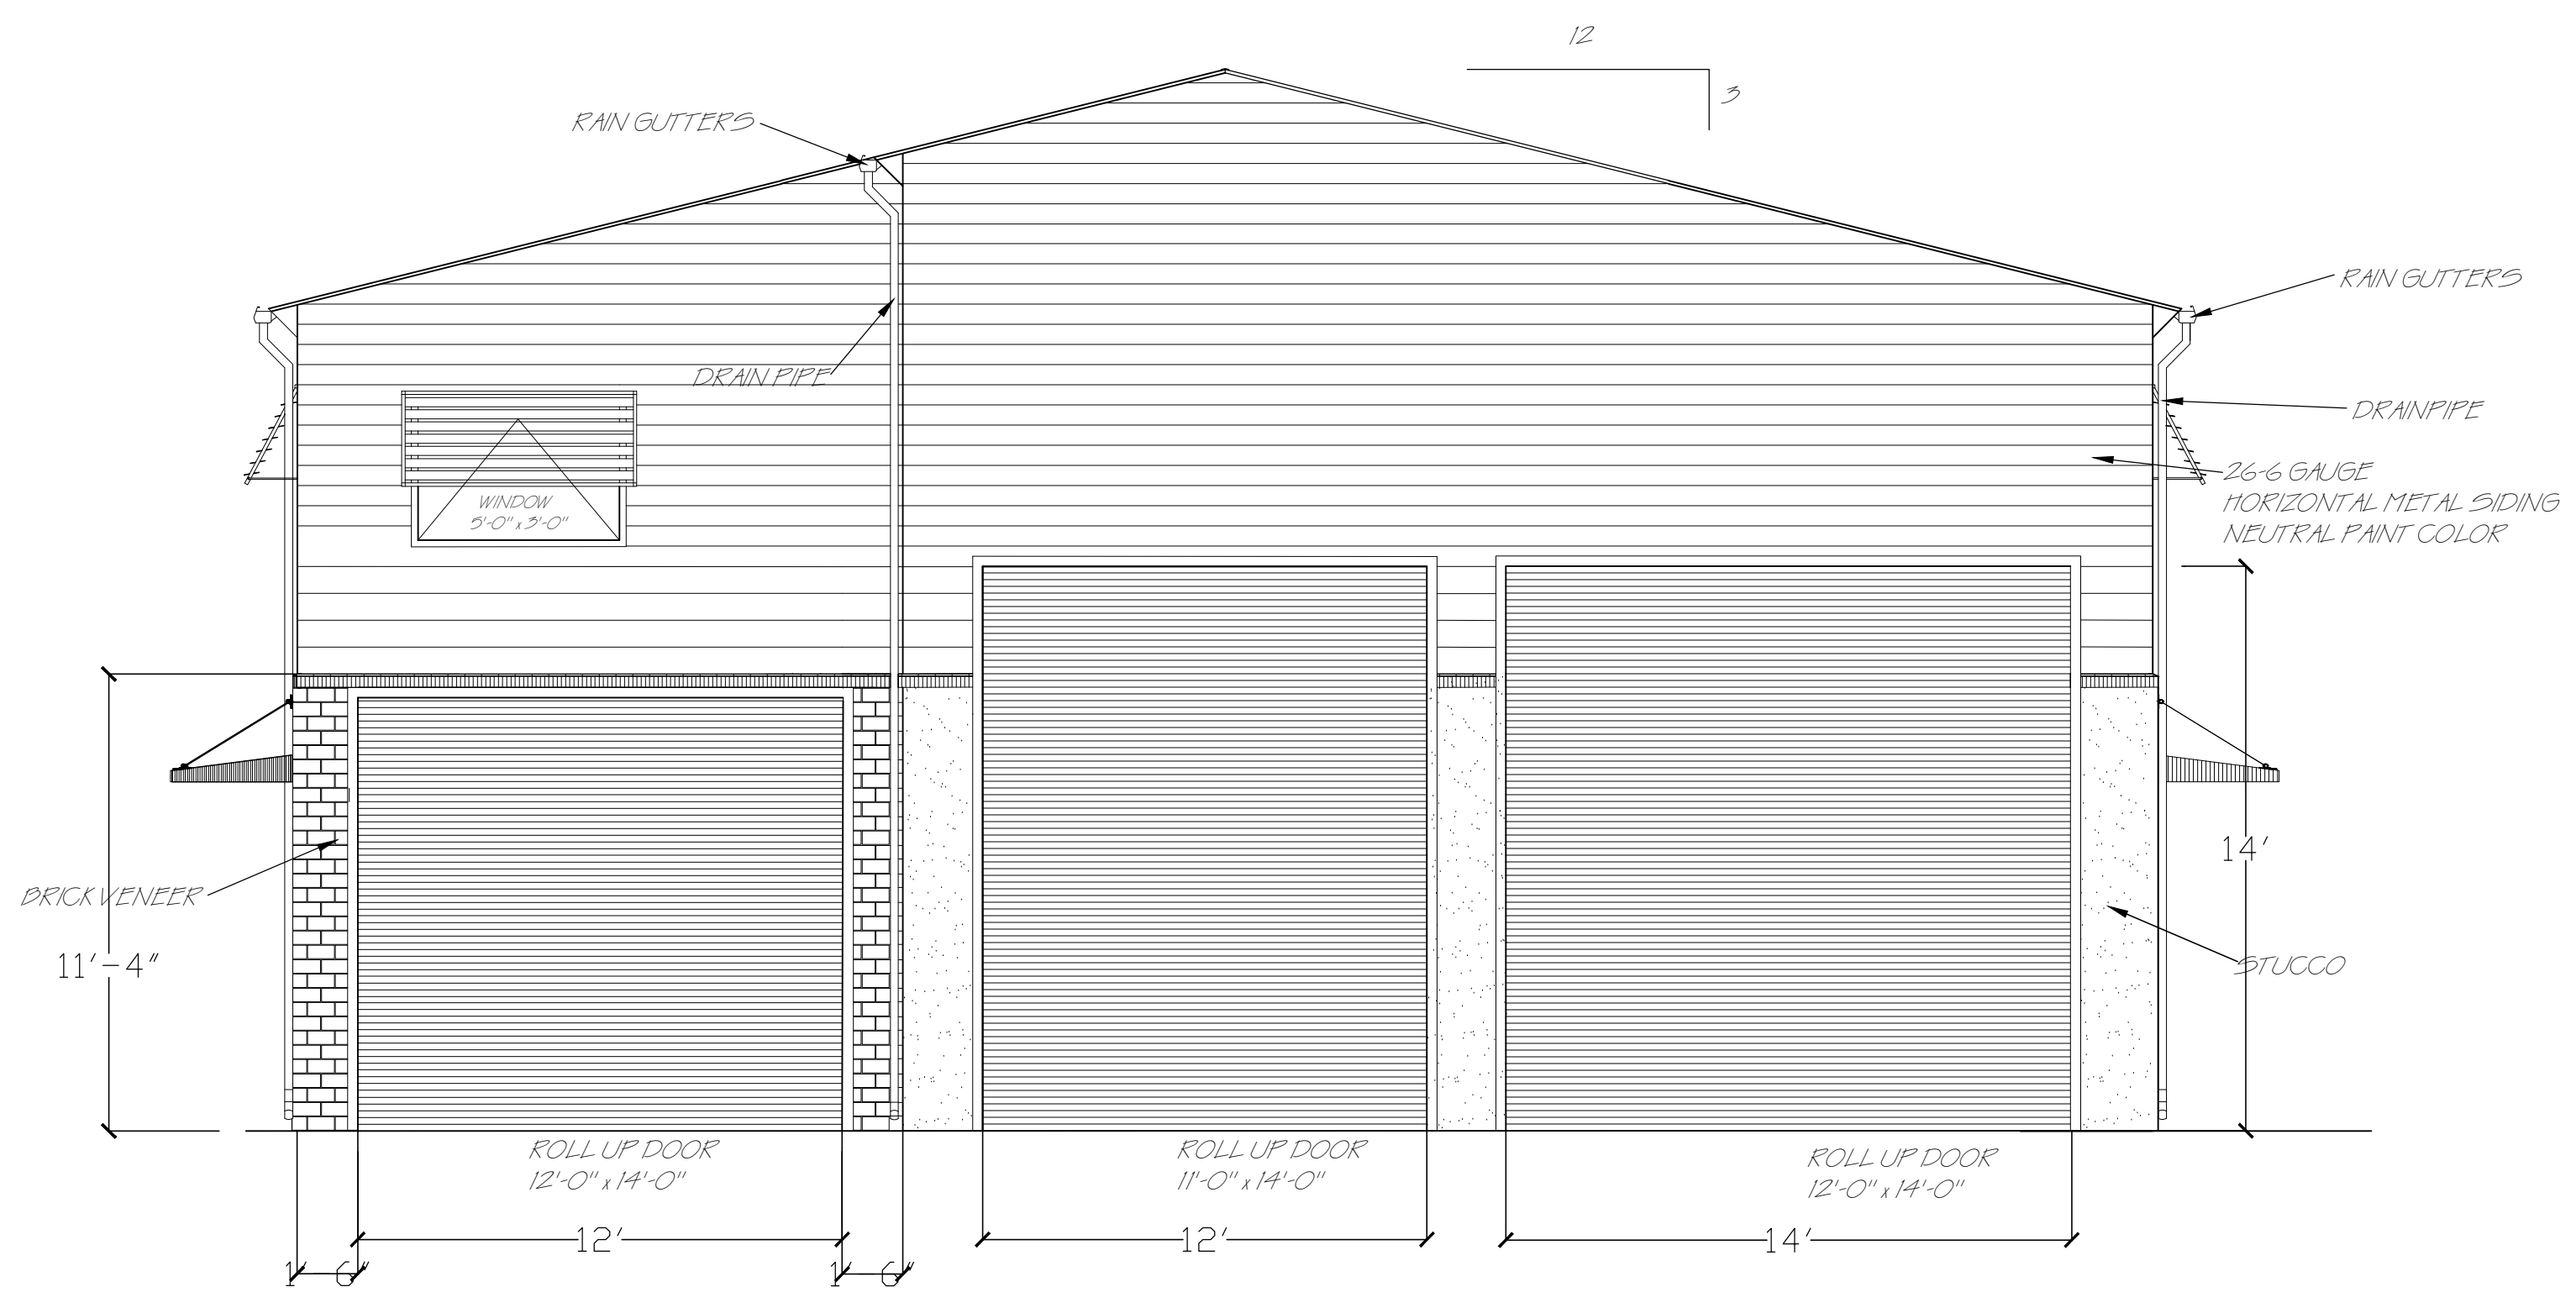 12
3
RAIN GUTTERS
RAIN GUTTERS
DRAIN PIPE
DRAINPIPE
26-6 GAUGE
HORIZONTAL METAL SIDING
NEUTRAL PAINT COLOR
WINDOW
5'-0" x 3'-0"
14'
BRICK VENEER
11'-4"
STUCCO
ROLL UP DOOR
12'-0" x 14'-0"
ROLL UP DOOR
11'-0" x 14'-0"
ROLL UP DOOR
12'-0" x 14'-0"
12'
12'
14'
1'-6"
1'-6"